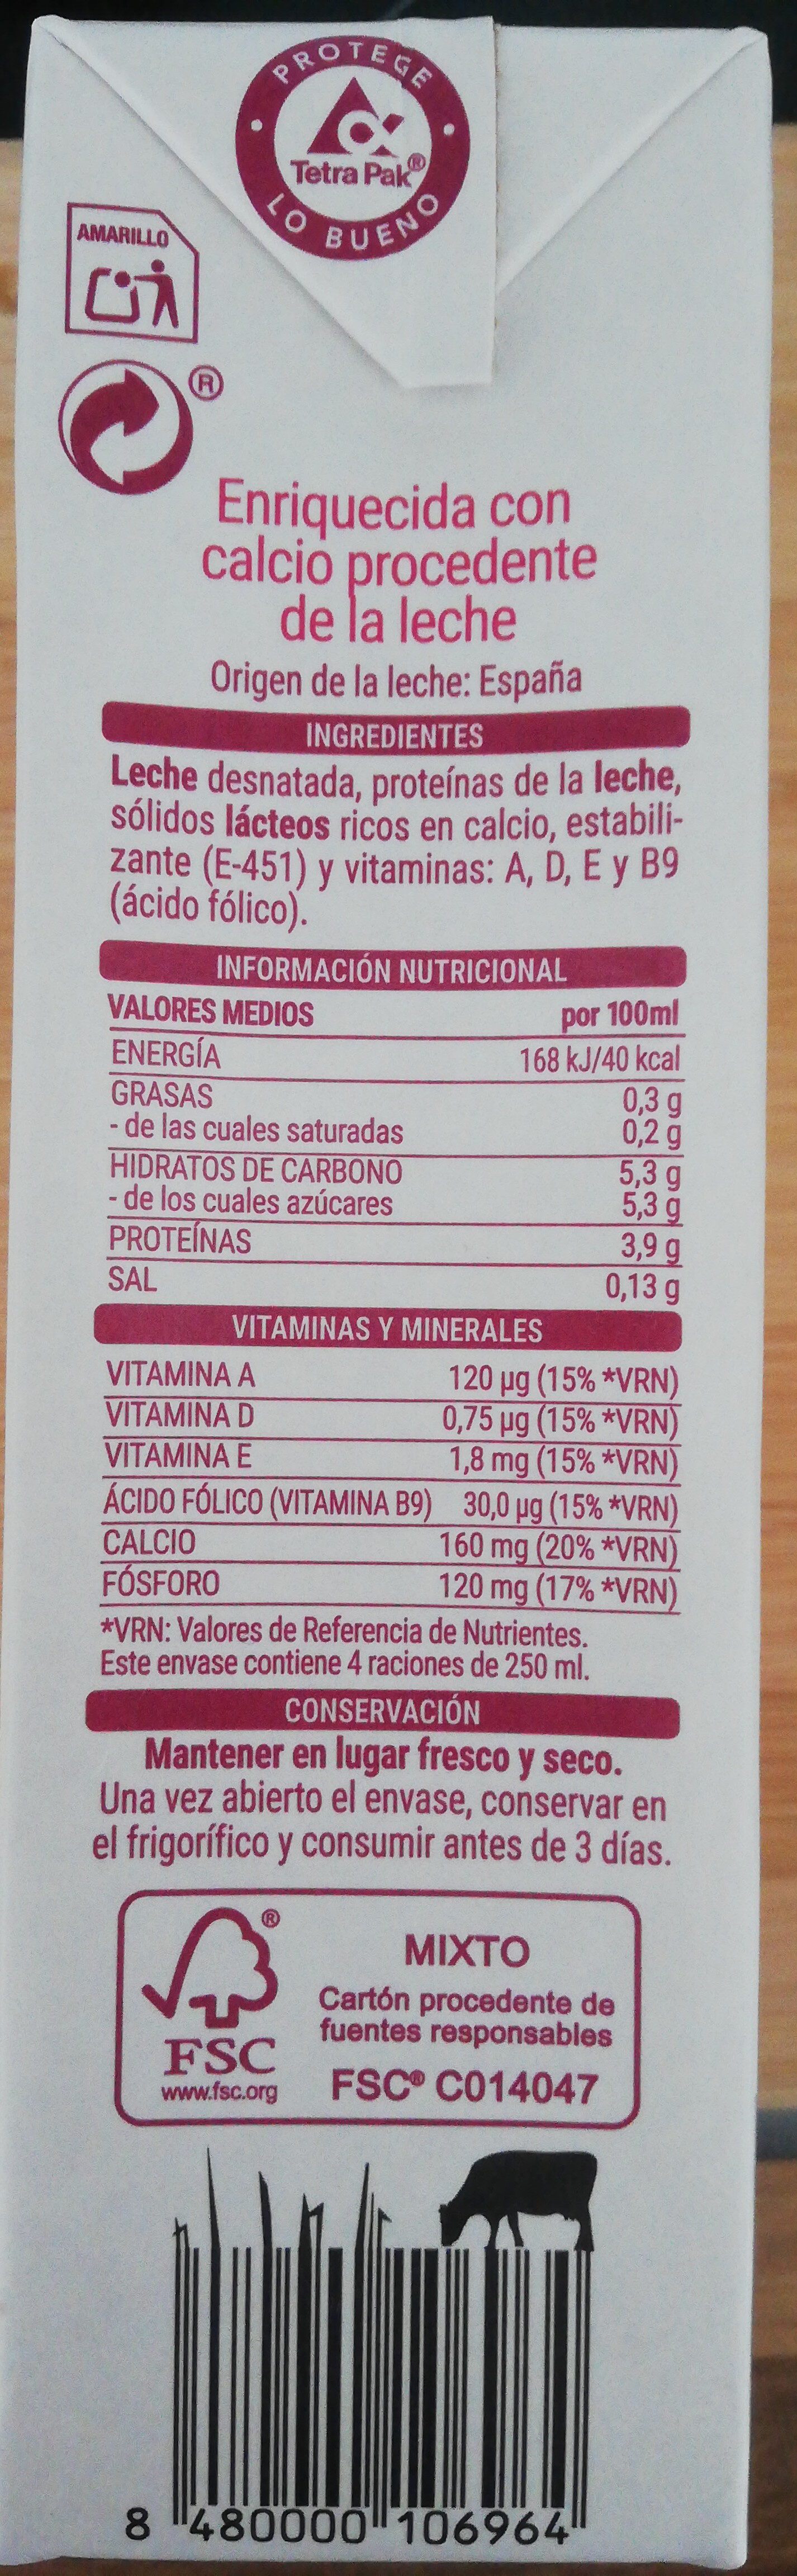 PROTEGE
Tetra Pak®
LO BUENO
AMARILLO
®
Enriquecida con
calcio procedente
de la leche
Origen de la leche: España
INGREDIENTES
Leche desnatada, proteínas de la leche,
sólidos lácteos ricos en calcio, estabili-
zante (E-451) y vitaminas: A, D, E y B9
(ácido fólico).
INFORMACIÓN NUTRICIONAL
VALORES MEDIOS por 100ml
ENERGÍA 168 kJ/40 kcal
GRASAS 0,3 g
- de las cuales saturadas 0,2 g
HIDRATOS DE CARBONO 5,3 g
- de los cuales azúcares 5,3 g
PROTEÍNAS 3,9 g
SAL 0,13 g
VITAMINAS Y MINERALES
VITAMINA A 120 µg (15% *VRN)
VITAMINA D 0,75 µg (15% *VRN)
VITAMINA E 1,8 mg (15% *VRN)
ÁCIDO FÓLICO (VITAMINA B9) 30,0 µg (15% *VRN)
CALCIO 160 mg (20% *VRN)
FÓSFORO 120 mg (17% *VRN)
*VRN: Valores de Referencia de Nutrientes.
Este envase contiene 4 raciones de 250 ml.
CONSERVACIÓN
Mantener en lugar fresco y seco.
Una vez abierto el envase, conservar en
el frigorífico y consumir antes de 3 días.
®
MIXTO
Cartón procedente de
fuentes responsables
FSC
www.fsc.org
FSC® C014047
8 480000 106964